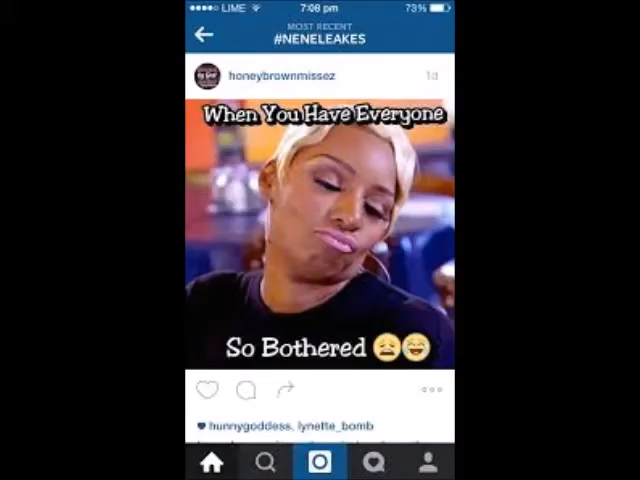 LIME 7:08 pm 73%
MOST RECENT
#NENELEAKES
honeybrownmissez 1d
When You Have Everyone
So Bothered 😩😂
hunnygoddess, lynette_bomb